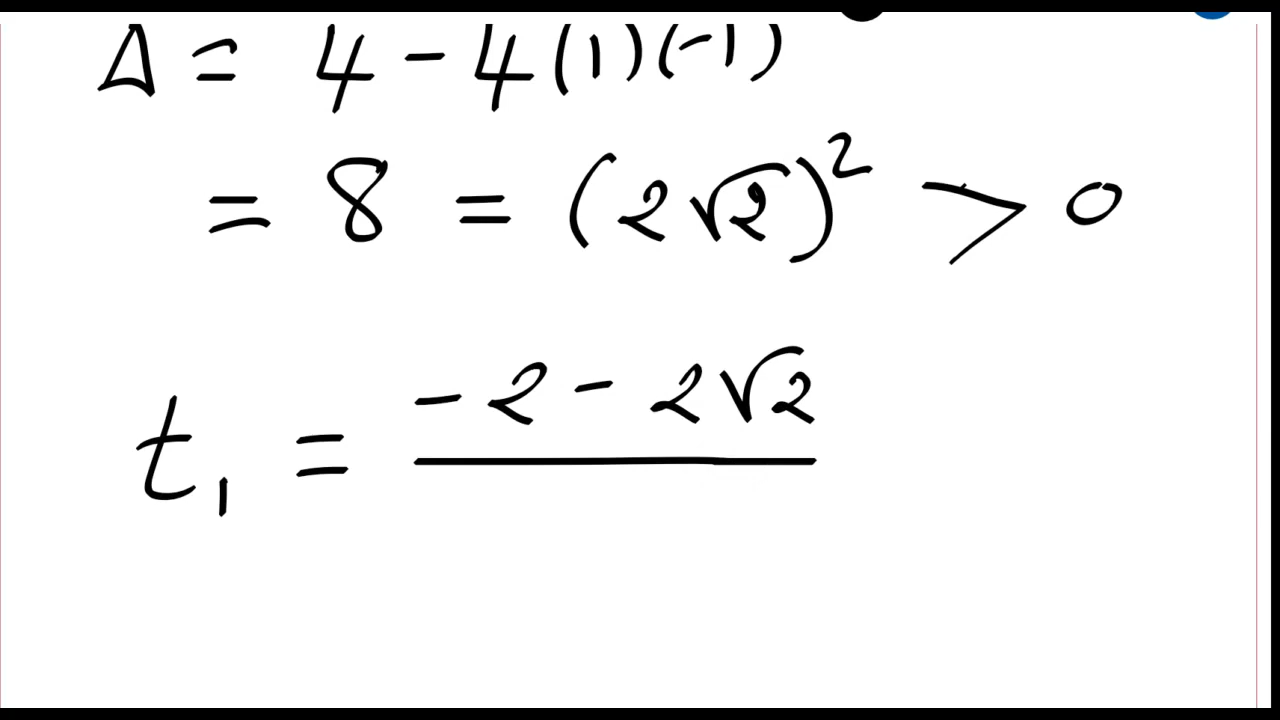 Δ = 4 - 4(1)(-1)
= 8 = (2√2)² > 0
t₁ = -2 - 2√2